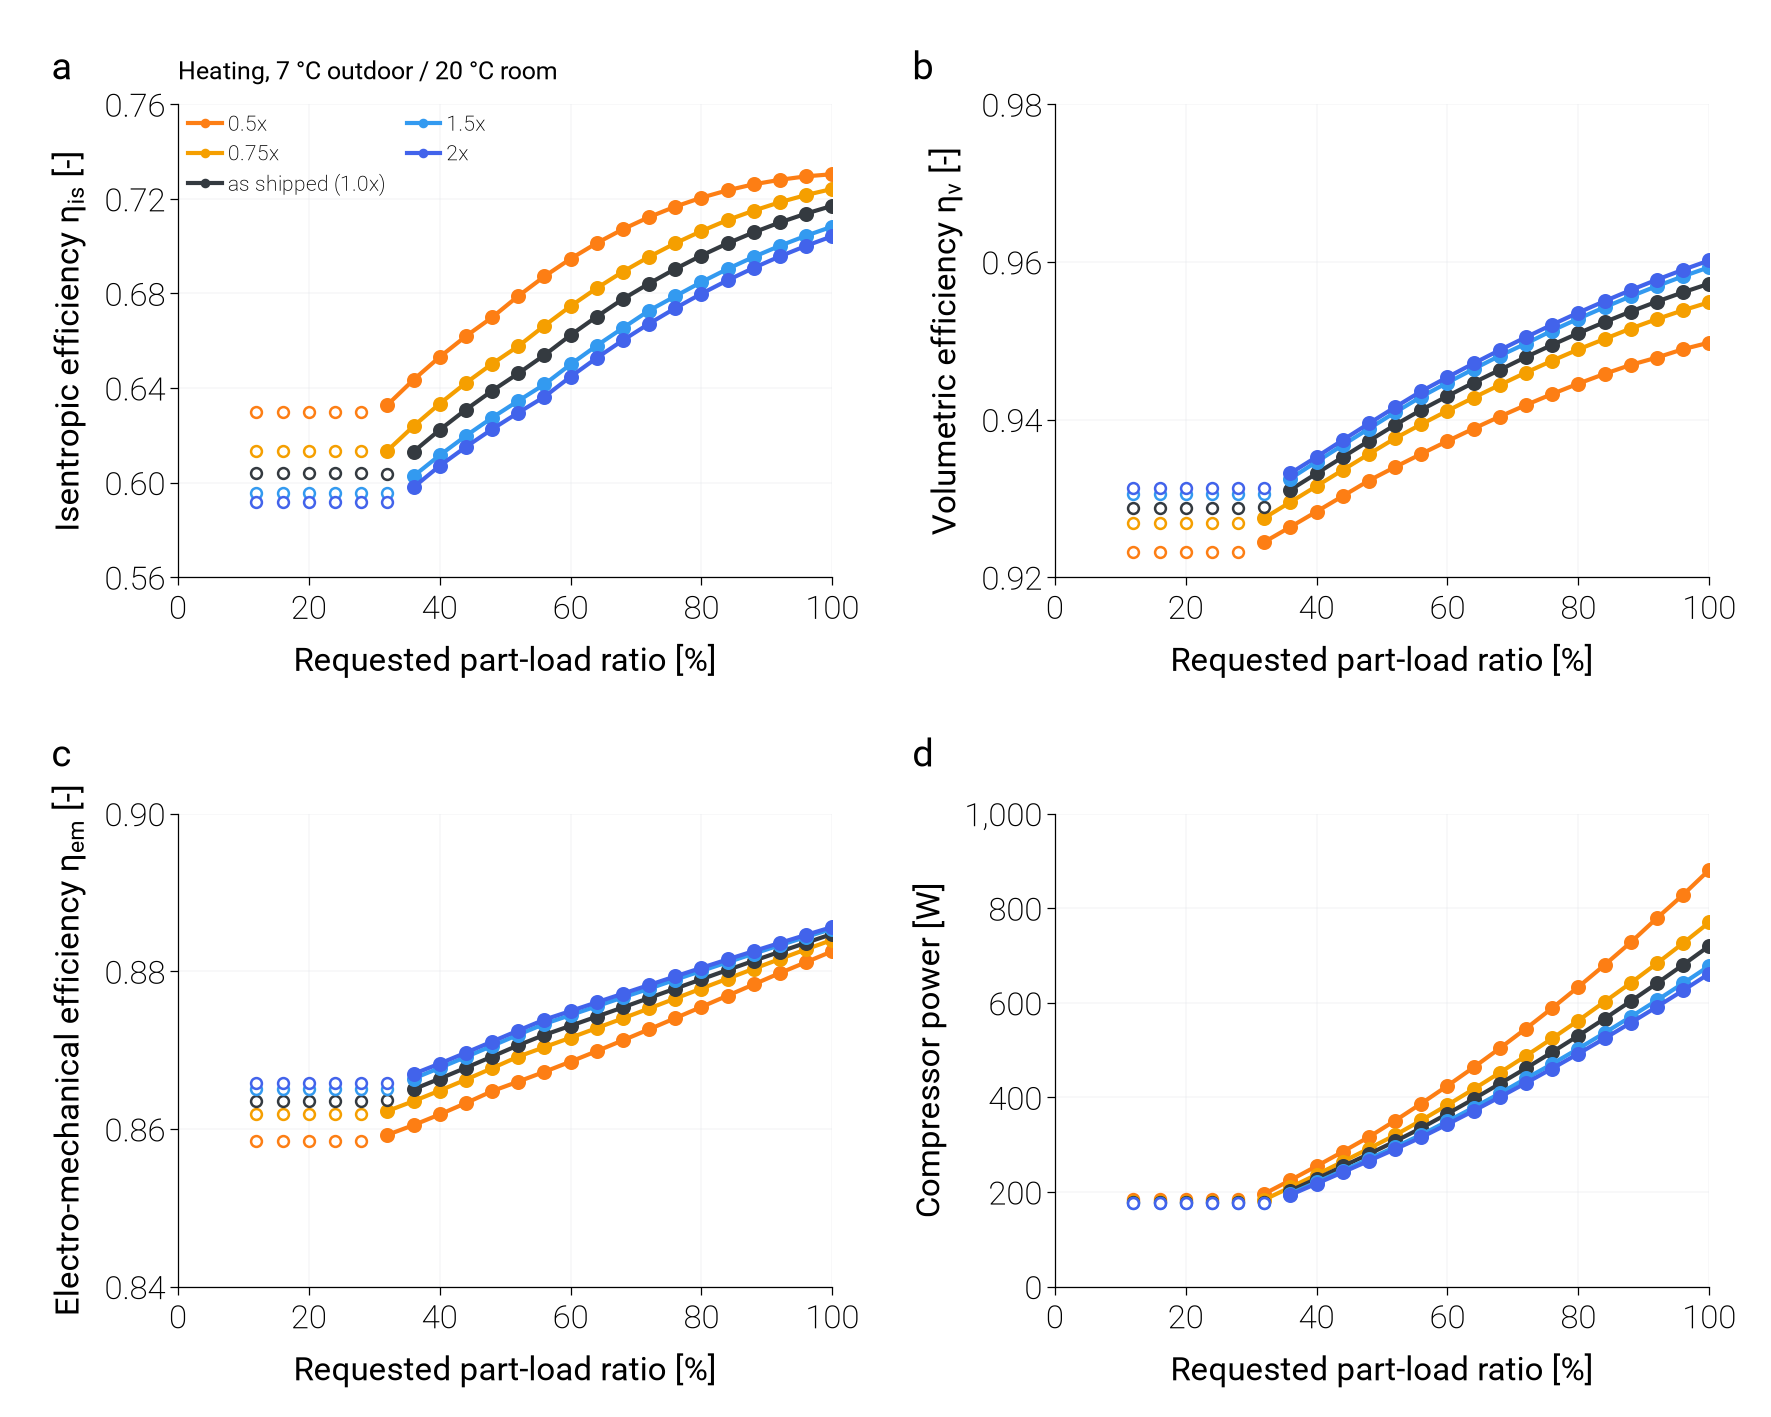 a
Heating, 7 °C outdoor / 20 °C room
0.76
0.72
0.68
0.64
0.60
0.56
Isentropic efficiency ηis [-]
0.5x
0.75x
as shipped (1.0x)
1.5x
2x
0 20 40 60 80 100
Requested part-load ratio [%]
b
0.98
0.96
0.94
0.92
Volumetric efficiency ηv [-]
0 20 40 60 80 100
Requested part-load ratio [%]
c
0.90
0.88
0.86
0.84
Electro-mechanical efficiency ηem [-]
0 20 40 60 80 100
Requested part-load ratio [%]
d
1,000
800
600
400
200
0
Compressor power [W]
0 20 40 60 80 100
Requested part-load ratio [%]